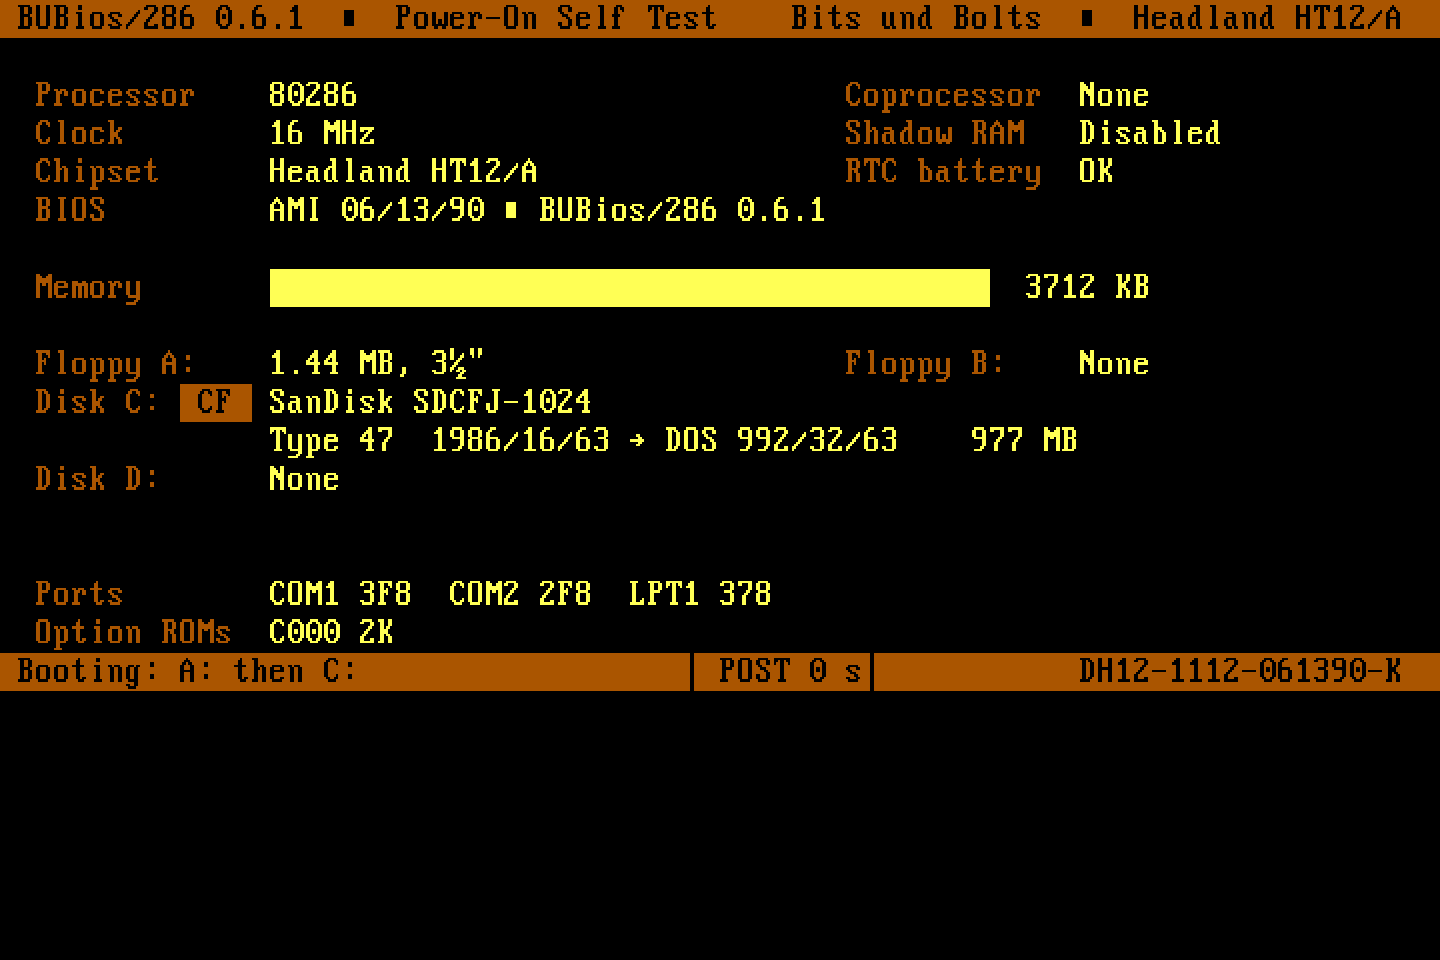 BUBios/286 0.6.1 ▪ Power-On Self Test Bits und Bolts ▪ Headland HT12/A
Processor 80286 Coprocessor None
Clock 16 MHz Shadow RAM Disabled
Chipset Headland HT12/A RTC battery OK
BIOS AMI 06/13/90 ▪ BUBios/286 0.6.1
Memory 3712 KB
Floppy A: 1.44 MB, 3½" Floppy B: None
Disk C: CF SanDisk SDCFJ-1024
Type 47 1986/16/63 → DOS 992/32/63 977 MB
Disk D: None
Ports COM1 3F8 COM2 2F8 LPT1 378
Option ROMs C000 2K
Booting: A: then C: POST 0 s DH12-1112-061390-K